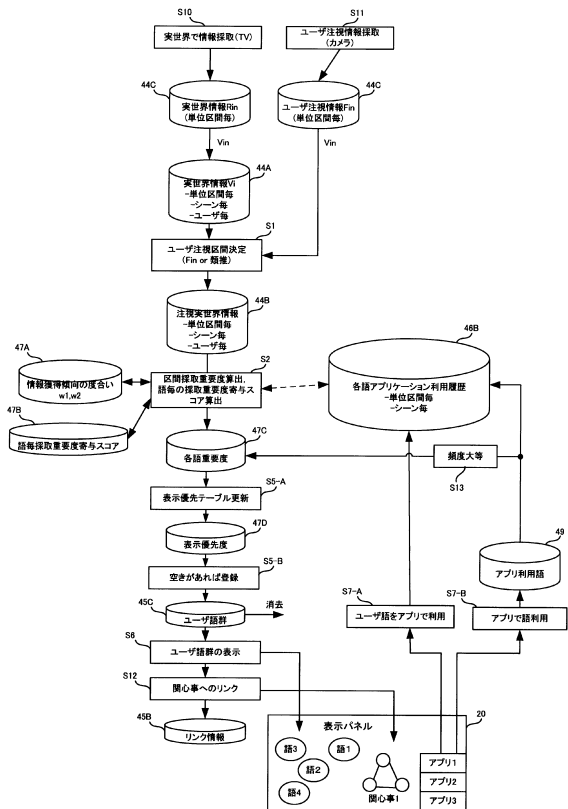 S10
S11
実世界で情報採取(TV)
ユーザ注視情報採取
(カメラ)
44C
44C
実世界情報Rin
(単位区間毎)
ユーザ注視情報Fin
(単位区間毎)
Vin
Vin
44A
実世界情報Vi
-単位区間毎
-シーン毎
-ユーザ毎
S1
ユーザ注視区間決定
(Fin or 類推)
44B
注視実世界情報
-単位区間毎
-シーン毎
-ユーザ毎
46B
47A
S2
情報獲得傾向の度合い
w1,w2
区間採取重要度算出,
語毎の採取重要度寄与ス
コア算出
各語アプリケーション利用履歴
-単位区間毎
-シーン毎
47B
語毎採取重要度寄与スコア
47C
各語重要度
頻度大等
S13
S5-A
表示優先テーブル更新
47D
表示優先度
49
アプリ利用語
S5-B
空きがあれば登録
S7-A
S7-B
45C
ユーザ語群
消去
ユーザ語をアプリで利用
アプリで語利用
S6
ユーザ語群の表示
S12
関心事へのリンク
45B
リンク情報
表示パネル
20
語3
語1
語2
語4
関心事1
アプリ1
アプリ2
アプリ3